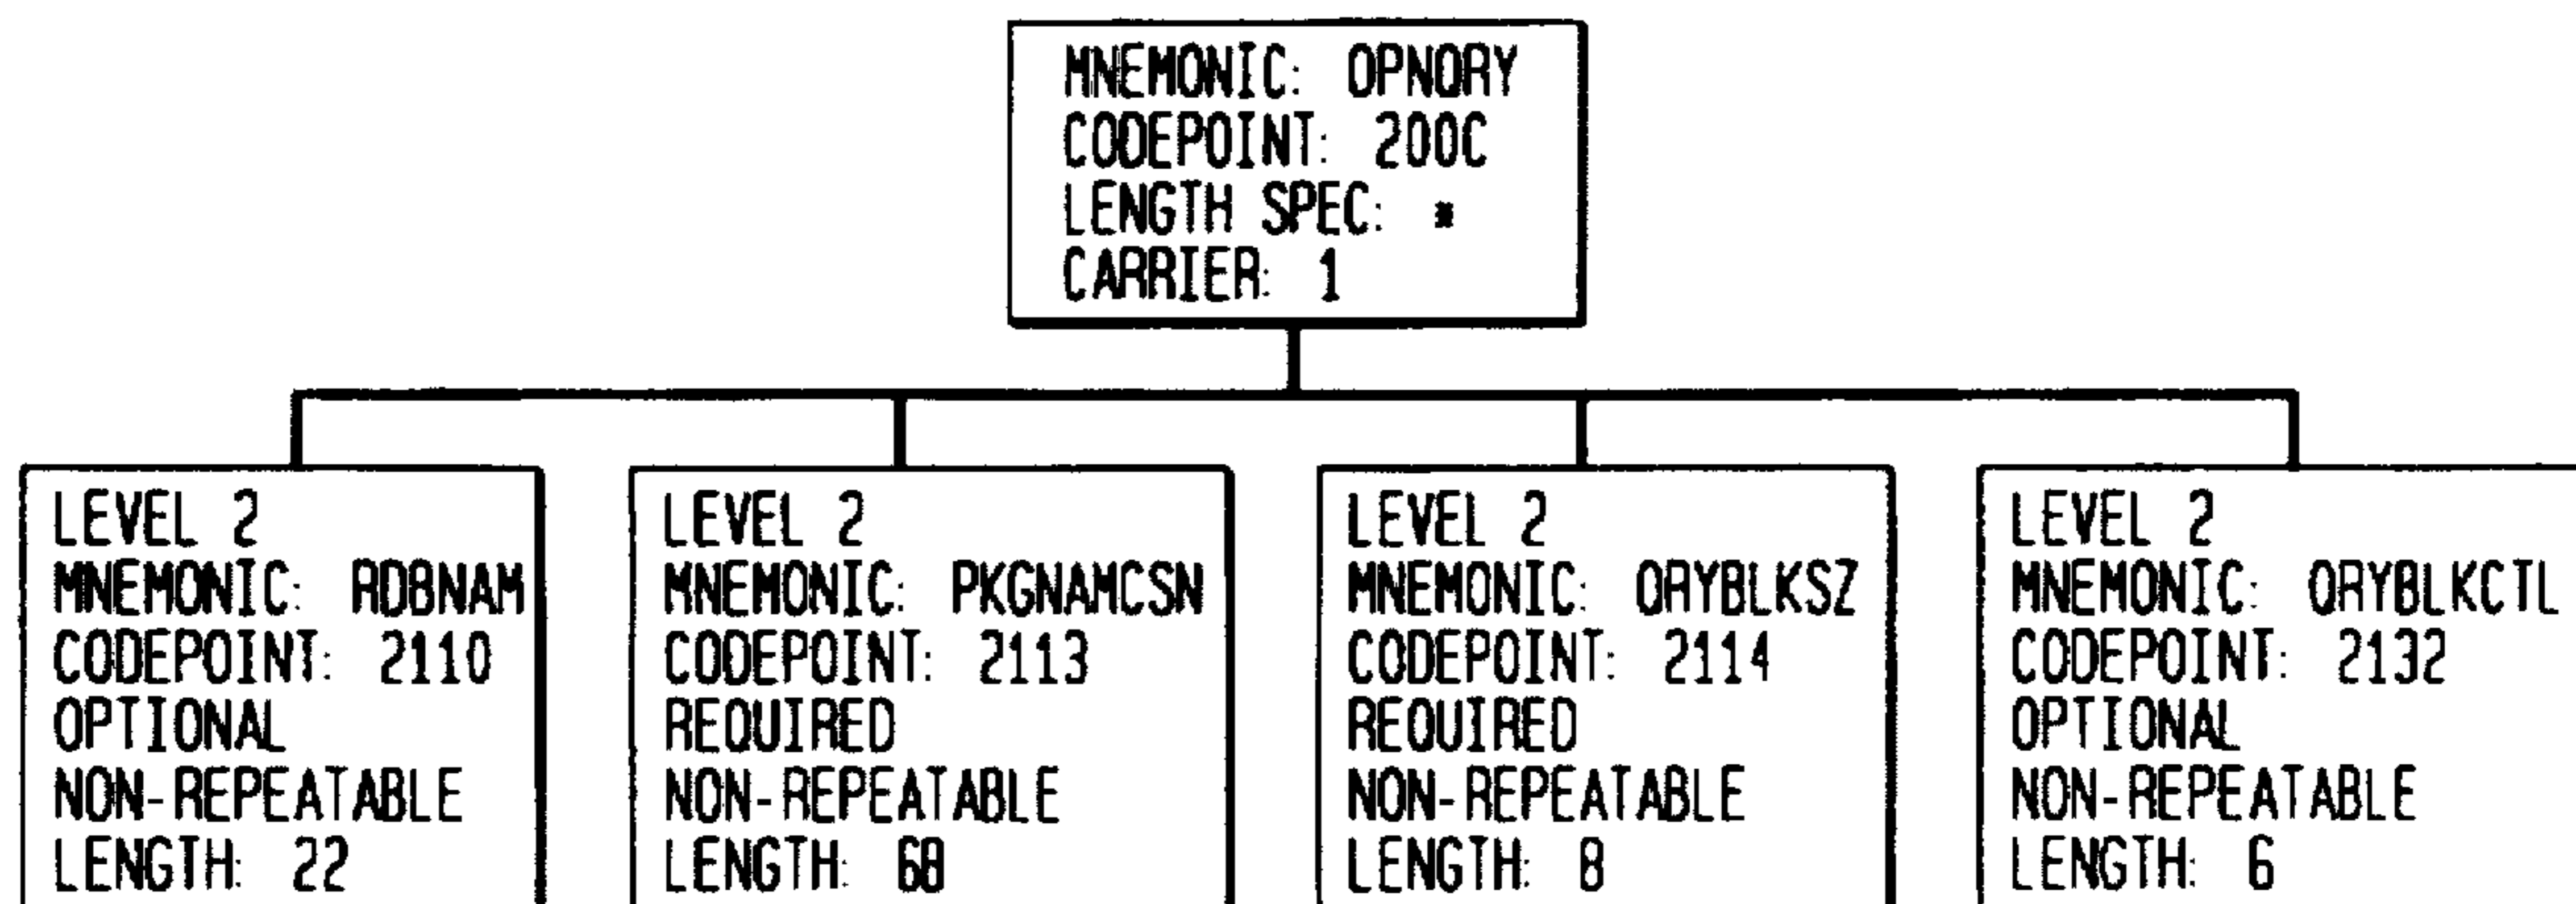 MNEMONIC: OPNQRY
CODEPOINT: 200C
LENGTH SPEC: *
CARRIER: 1
LEVEL 2
MNEMONIC: RDBNAM
CODEPOINT: 2110
OPTIONAL
NON-REPEATABLE
LENGTH: 22
LEVEL 2
MNEMONIC: PKGNAMCSN
CODEPOINT: 2113
REQUIRED
NON-REPEATABLE
LENGTH: 68
LEVEL 2
MNEMONIC: QRYBLKSZ
CODEPOINT: 2114
REQUIRED
NON-REPEATABLE
LENGTH: 8
LEVEL 2
MNEMONIC: QRYBLKCTL
CODEPOINT: 2132
OPTIONAL
NON-REPEATABLE
LENGTH: 6